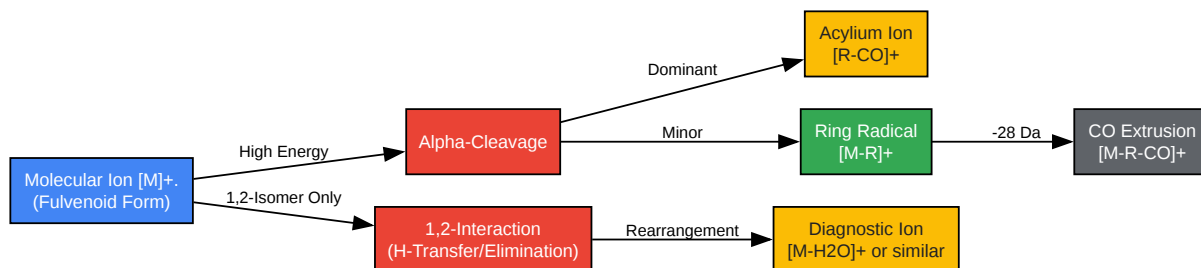 Molecular Ion [M]+.
(Fulvenoid Form)
High Energy
1,2-Isomer Only
Alpha-Cleavage
1,2-Interaction
(H-Transfer/Elimination)
Dominant
Minor
Rearrangement
Acylium Ion
[R-CO]+
Ring Radical
[M-R]+
-28 Da
CO Extrusion
[M-R-CO]+
Diagnostic Ion
[M-H2O]+ or similar